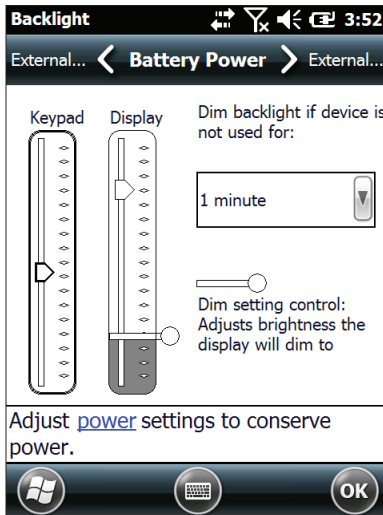 Backlight 3:52
External... Battery Power External...
Keypad Display
Dim backlight if device is
not used for:
1 minute
Dim setting control:
Adjusts brightness the
display will dim to
Adjust power settings to conserve
power.
OK